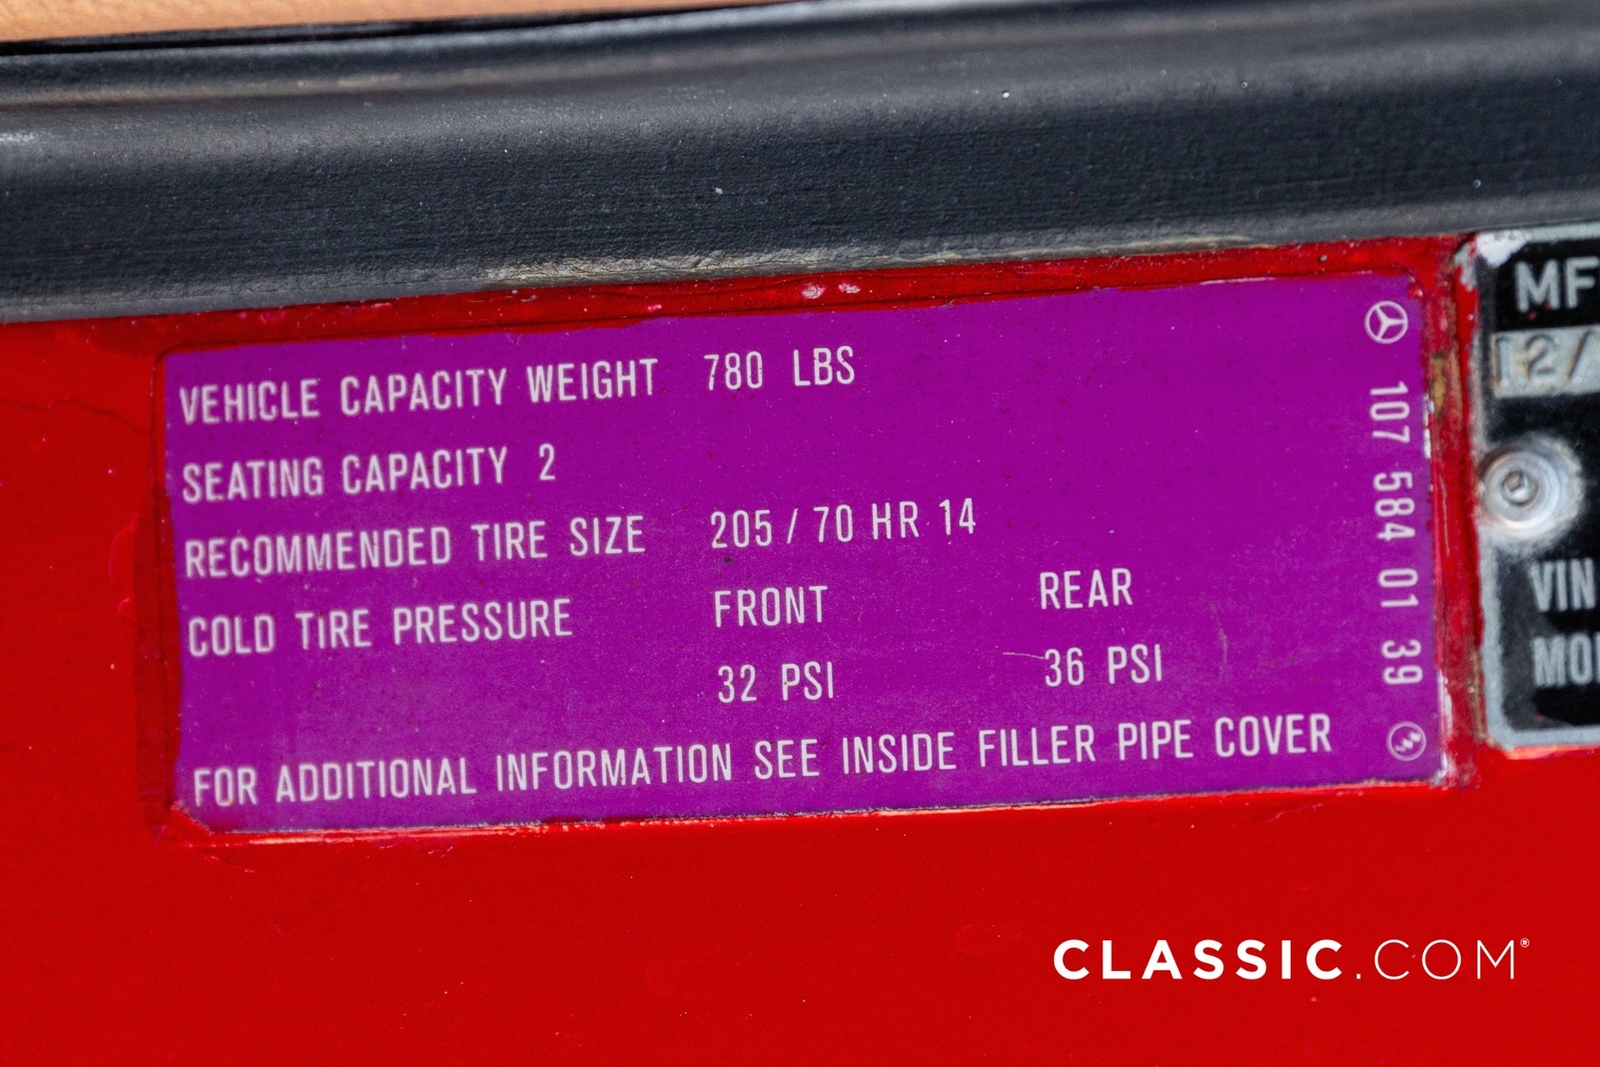 VEHICLE CAPACITY WEIGHT 780 LBS
SEATING CAPACITY 2
RECOMMENDED TIRE SIZE 205/70 HR 14
COLD TIRE PRESSURE FRONT REAR
32 PSI 36 PSI
FOR ADDITIONAL INFORMATION SEE INSIDE FILLER PIPE COVER
107 584 01 39
MF
12/
VIN
MO
CLASSIC.COM®